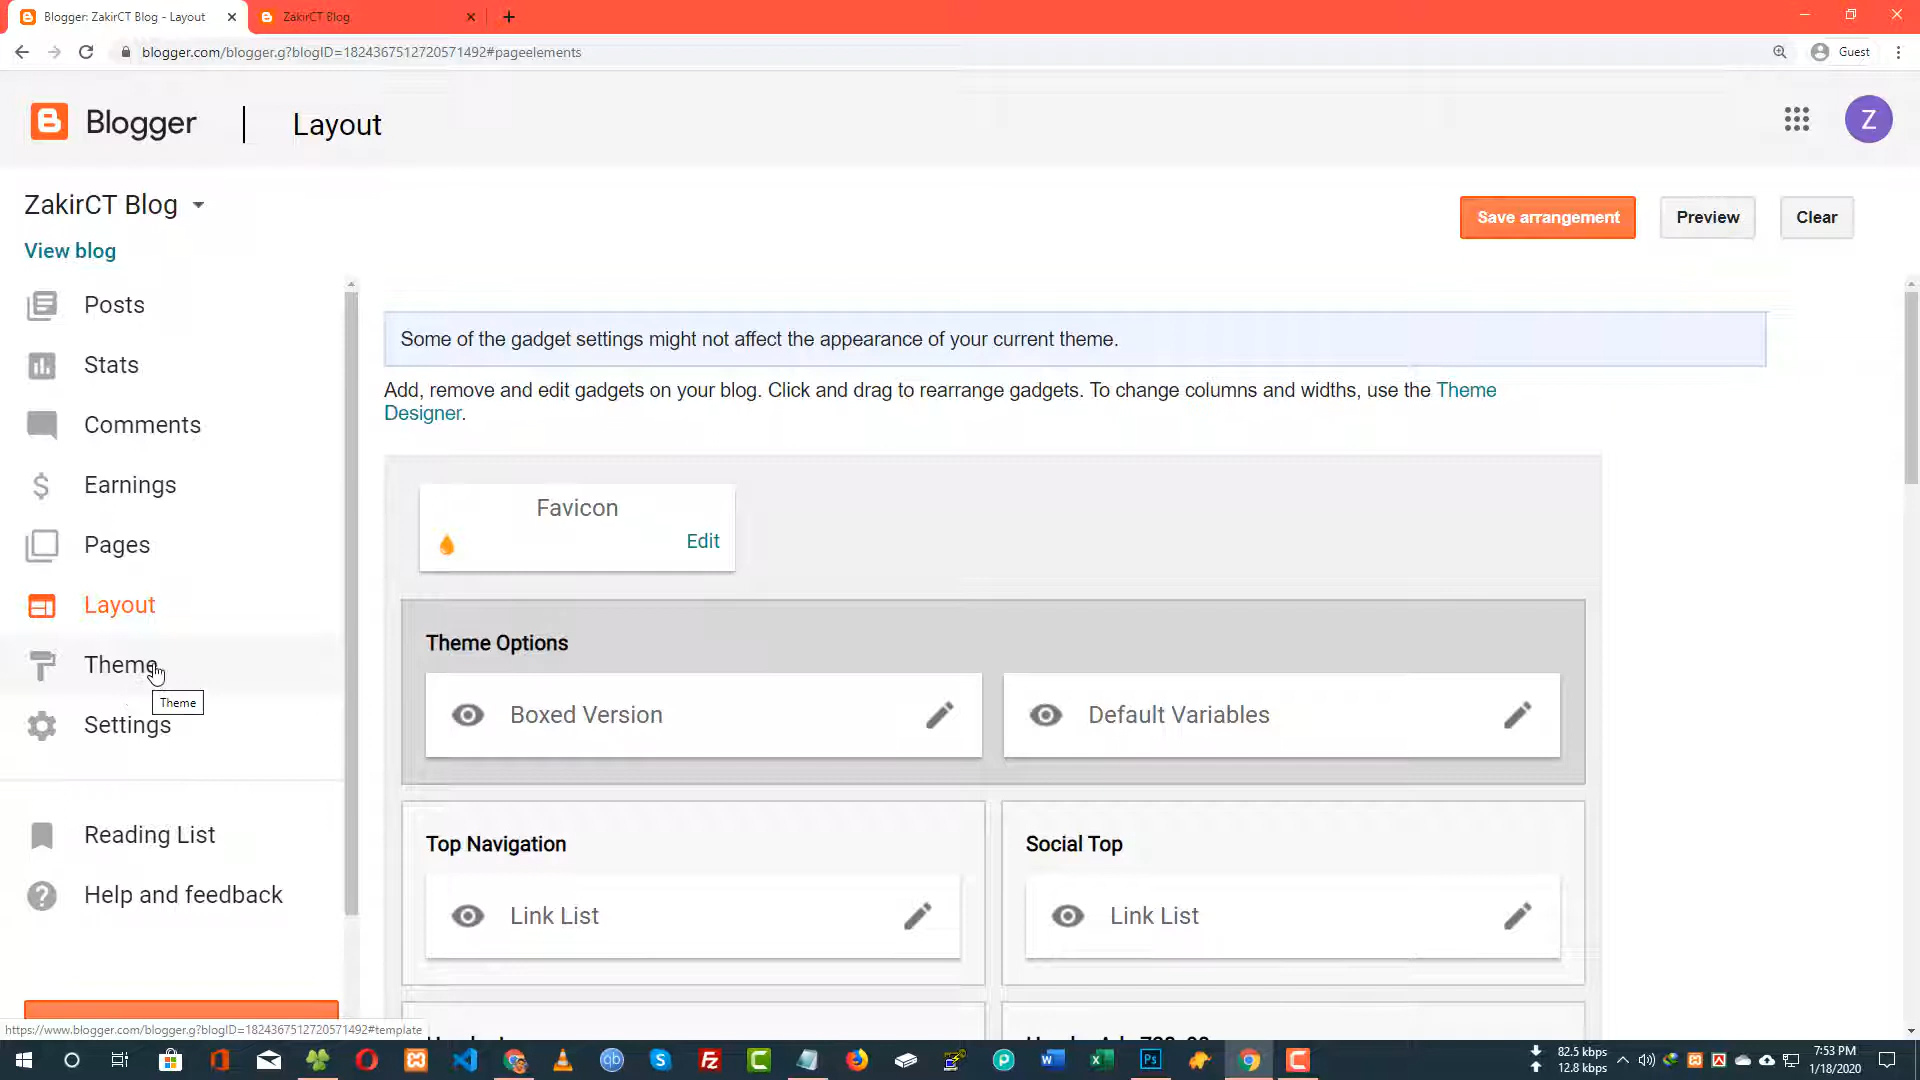 Blogger: ZakirCT Blog - Layout
ZakirCT Blog
blogger.com/blogger.g?blogID=1824367512720571492#pageelements
Guest
Blogger
Layout
Z
ZakirCT Blog
View blog
Save arrangement
Preview
Clear
Posts
Stats
Comments
Earnings
Pages
Layout
Theme
Theme
Settings
Reading List
Help and feedback
Some of the gadget settings might not affect the appearance of your current theme.
Add, remove and edit gadgets on your blog. Click and drag to rearrange gadgets. To change columns and widths, use the Theme
Designer.
Favicon
Edit
Theme Options
Boxed Version
Default Variables
Top Navigation
Social Top
Link List
Link List
https://www.blogger.com/blogger.g?blogID=1824367512720571492#template
82.5 kbps
12.8 kbps
7:53 PM
1/18/2020